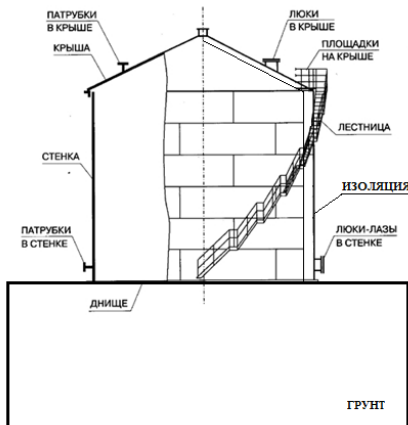 ПАТРУБКИ
В КРЫШЕ
КРЫША
ЛЮКИ
В КРЫШЕ
ПЛОЩАДКИ
НА КРЫШЕ
ЛЕСТНИЦА
СТЕНКА
ИЗОЛЯЦИЯ
ПАТРУБКИ
В СТЕНКЕ
ЛЮКИ-ЛАЗЫ
В СТЕНКЕ
ДНИЩЕ
ГРУНТ